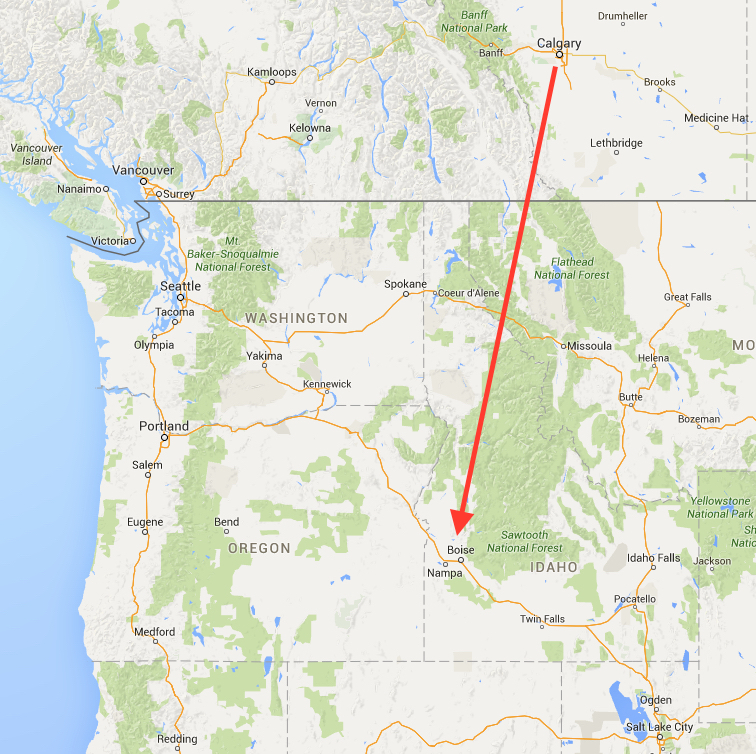 Banff
National Park
Drumheller
Calgary
Banff
Kamloops
Brooks
Vernon
Medicine Hat
Kelowna
Lethbridge
Vancouver
Island
Vancouver
Nanaimo
Surrey
Victoria
Mt
Baker-Snoqualmie
National Forest
Flathead
National Forest
Seattle
Spokane
Coeur d'Alene
Great Falls
Tacoma
WASHINGTON
Olympia
Missoula
MO
Yakima
Helena
Kennewick
Butte
Portland
Bozeman
Salem
Yellowstone
National Park
Eugene
Bend
Sh
Natio
Sawtooth
National Forest
OREGON
Boise
Idaho Falls
Jackson
IDAHO
Nampa
Pocatello
Twin Falls
Medford
Ogden
Salt Lake City
Redding